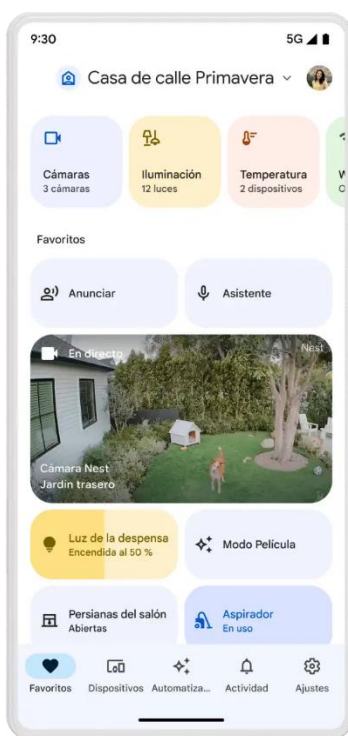 9:30
5G
Casa de calle Primavera
Cámaras
3 cámaras
Iluminación
12 luces
Temperatura
2 dispositivos
Favoritos
Anunciar
Asistente
En directo
Nest
Cámara Nest
Jardín trasero
Luz de la despensa
Encendida al 50 %
Modo Película
Persianas del salón
Abiertas
Aspirador
En uso
Favoritos
Dispositivos
Automatiza...
Actividad
Ajustes